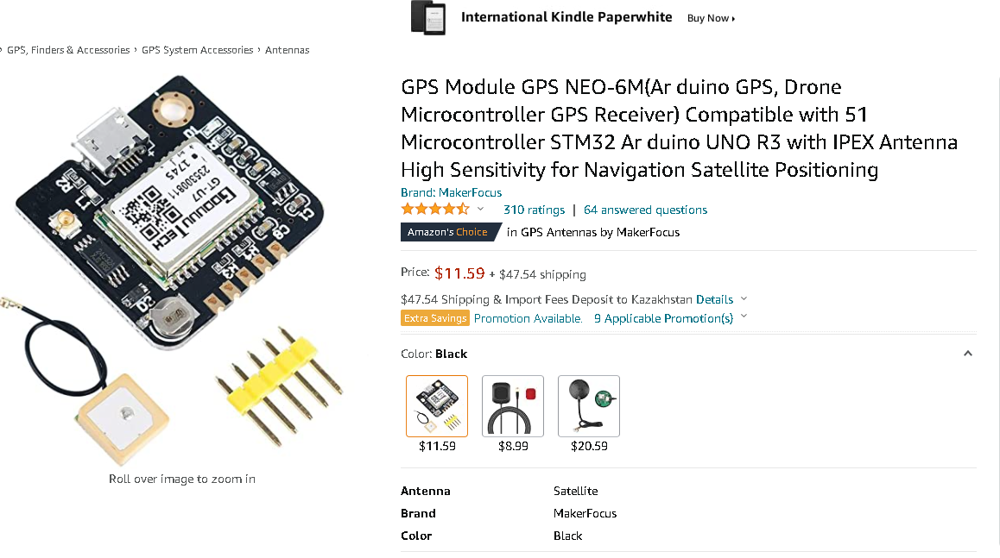 International Kindle Paperwhite Buy Now
› GPS, Finders & Accessories › GPS System Accessories › Antennas
GPS Module GPS NEO-6M(Ar duino GPS, Drone
Microcontroller GPS Receiver) Compatible with 51
Microcontroller STM32 Ar duino UNO R3 with IPEX Antenna
High Sensitivity for Navigation Satellite Positioning
Brand: MakerFocus
310 ratings | 64 answered questions
Amazon's Choice in GPS Antennas by MakerFocus
Price: $11.59 + $47.54 shipping
$47.54 Shipping & Import Fees Deposit to Kazakhstan Details
Extra Savings Promotion Available. 9 Applicable Promotion(s)
Color: Black
$11.59 $8.99 $20.59
Antenna Satellite
Brand MakerFocus
Color Black
GoouuuTech
GT-U7
235300811
1745
R2
C9
Roll over image to zoom in